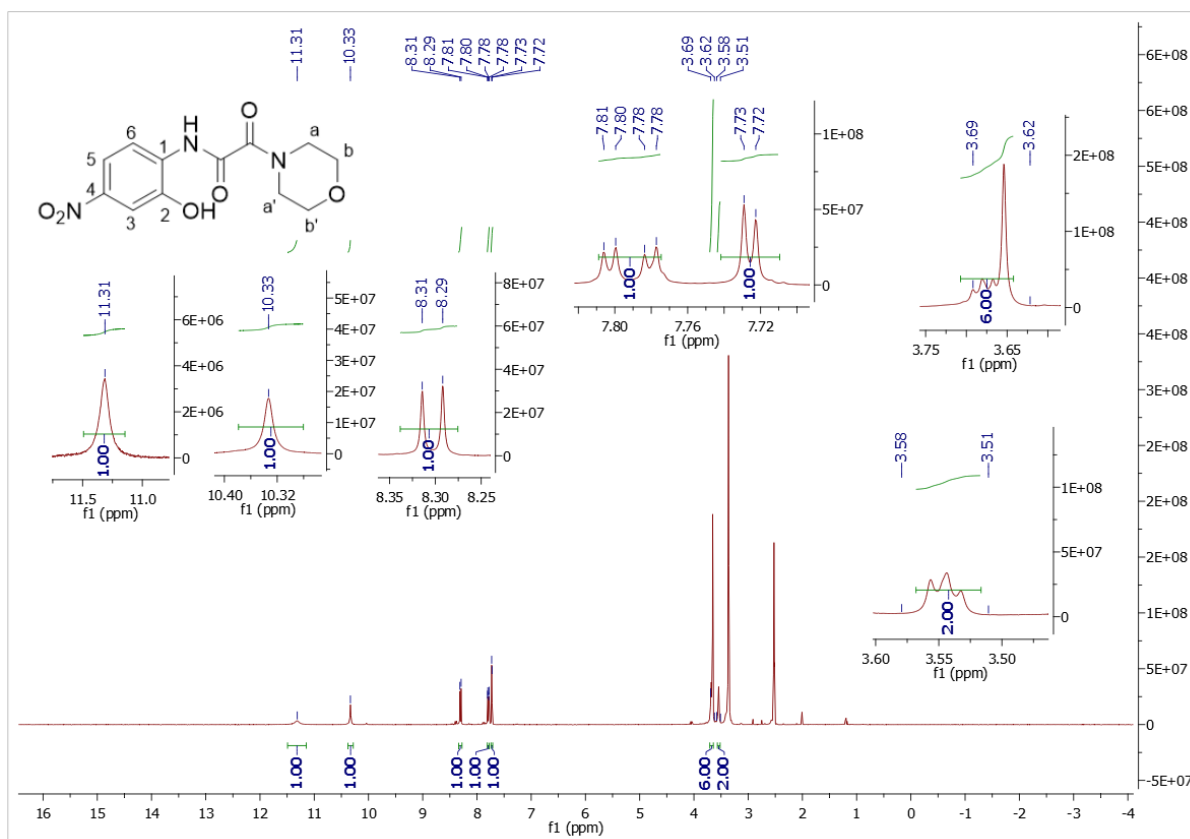 11.31
10.33
8.31
8.29
7.81
7.80
7.78
7.78
7.73
7.72
3.69
3.62
3.58
3.51
H
N
O
O
N
O
O₂N
OH
6
1
5
4
3
2
a
b
a'
b'
11.31
6E+06
4E+06
2E+06
0
1.00
11.5 11.0
f1 (ppm)
10.33
5E+07
4E+07
4E+07
3E+07
3E+07
2E+07
2E+07
1E+07
5E+06
0
1.00
10.40 10.32
f1 (ppm)
8.31
8.29
8E+07
6E+07
4E+07
2E+07
0
1.00
8.35 8.30 8.25
f1 (ppm)
7.81
7.80
7.78
7.78
7.73
7.72
1E+08
5E+07
0
1.00
1.00
7.80 7.76 7.72
f1 (ppm)
3.69
3.62
2E+08
1E+08
0
6.00
3.75 3.65
f1 (ppm)
3.58
3.51
1E+08
5E+07
0
2.00
3.60 3.55 3.50
f1 (ppm)
6E+08
6E+08
5E+08
4E+08
4E+08
4E+08
3E+08
2E+08
2E+08
1E+08
5E+07
0
-5E+07
1.00
1.00
1.00
1.00
1.00
6.00
2.00
16 15 14 13 12 11 10 9 8 7 6 5 4 3 2 1 0 -1 -2 -3 -4
f1 (ppm)